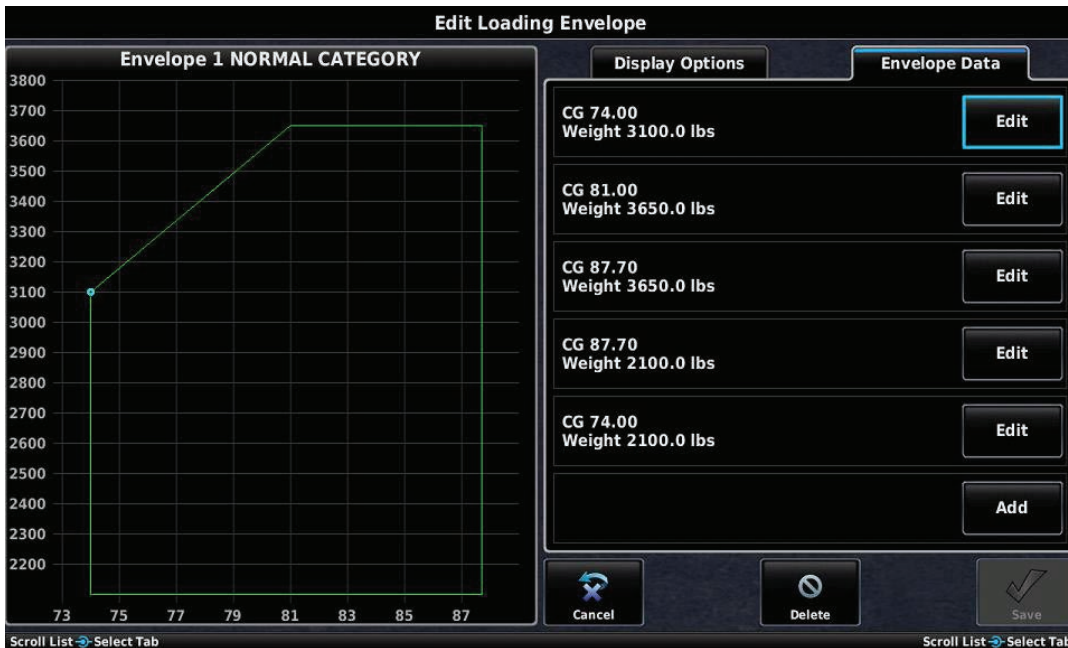 Edit Loading Envelope
Envelope 1 NORMAL CATEGORY
3800
3700
3600
3500
3400
3300
3200
3100
3000
2900
2800
2700
2600
2500
2400
2300
2200
73 75 77 79 81 83 85 87
Display Options
Envelope Data
CG 74.00
Weight 3100.0 lbs
Edit
CG 81.00
Weight 3650.0 lbs
Edit
CG 87.70
Weight 3650.0 lbs
Edit
CG 87.70
Weight 2100.0 lbs
Edit
CG 74.00
Weight 2100.0 lbs
Edit
Add
Cancel
Delete
Save
Scroll List Select Tab
Scroll List Select Tab